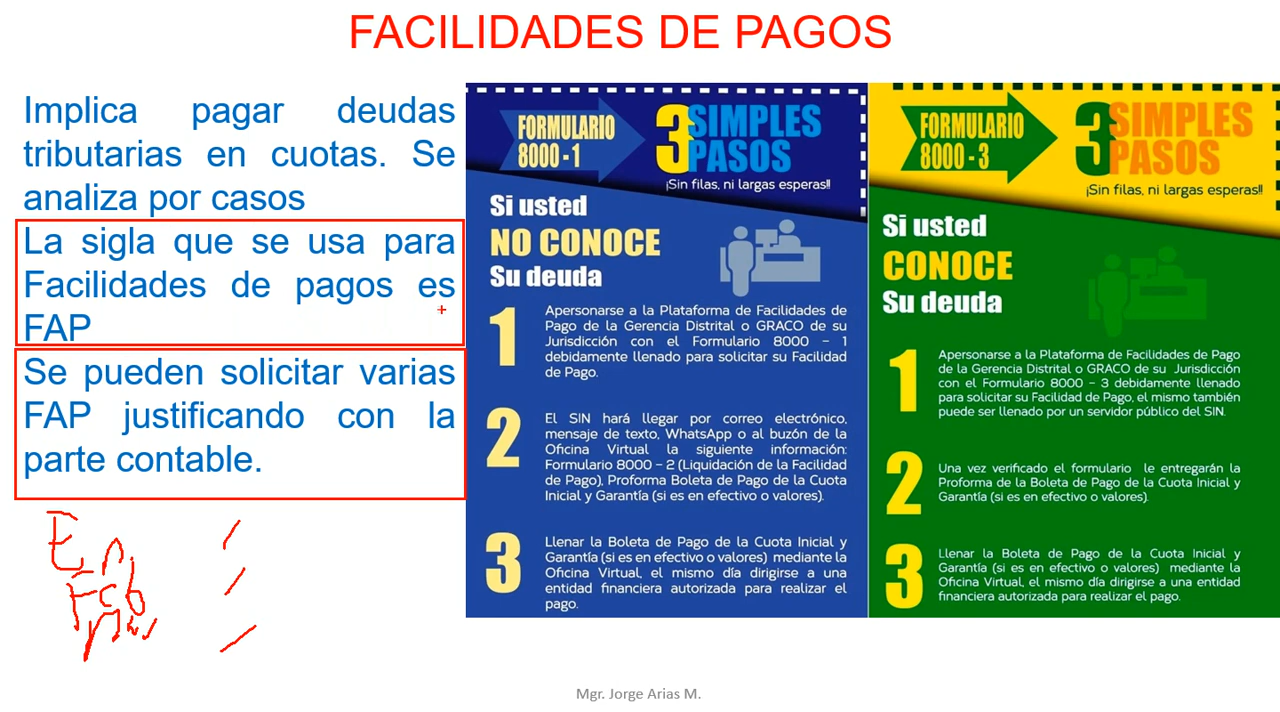 FACILIDADES DE PAGOS
Implica pagar deudas
tributarias en cuotas. Se
analiza por casos
La sigla que se usa para
Facilidades de pagos es
FAP
Se pueden solicitar varias
FAP justificando con la
parte contable.
FORMULARIO
8000 - 1
3 SIMPLES
PASOS
¡Sin filas, ni largas esperas!!
Si usted
NO CONOCE
Su deuda
1
Apersonarse a la Plataforma de Facilidades de
Pago de la Gerencia Distrital o GRACO de su
Jurisdicción con el Formulario 8000 – 1
debidamente llenado para solicitar su Facilidad
de Pago.
2
El SIN hará llegar por correo electrónico,
mensaje de texto, WhatsApp o al buzón de la
Oficina Virtual la siguiente información:
Formulario 8000 – 2 (Liquidación de la Facilidad
de Pago), Proforma Boleta de Pago de la Cuota
Inicial y Garantía (si es en efectivo o valores).
3
Llenar la Boleta de Pago de la Cuota Inicial y
Garantía (si es en efectivo o valores) mediante la
Oficina Virtual, el mismo día dirigirse a una
entidad financiera autorizada para realizar el
pago.
FORMULARIO
8000 - 3
3 SIMPLES
PASOS
¡Sin filas, ni largas esperas!!
Si usted
CONOCE
Su deuda
1
Apersonarse a la Plataforma de Facilidades de Pago
de la Gerencia Distrital o GRACO de su Jurisdicción
con el Formulario 8000 – 3 debidamente llenado
para solicitar su Facilidad de Pago, el mismo también
puede ser llenado por un servidor público del SIN.
2
Una vez verificado el formulario le entregarán la
Proforma de la Boleta de Pago de la Cuota Inicial y
Garantía (si es en efectivo o valores).
3
Llenar la Boleta de Pago de la Cuota Inicial y
Garantía (si es en efectivo o valores) mediante la
Oficina Virtual, el mismo día dirigirse a una entidad
financiera autorizada para realizar el pago.
Mgr. Jorge Arias M.